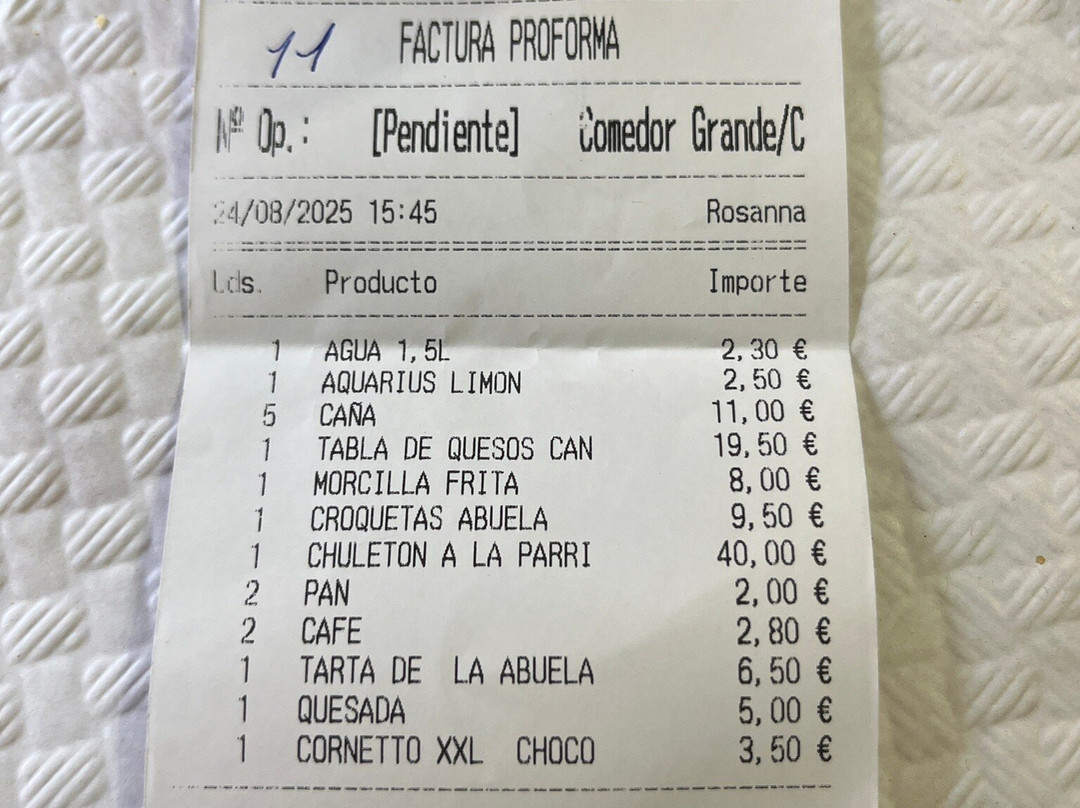 11 FACTURA PROFORMA
Nº Op.: [Pendiente] Comedor Grande/C
24/08/2025 15:45 Rosanna
Uds. Producto Importe
1 AGUA 1,5L 2,30 €
1 AQUARIUS LIMON 2,50 €
5 CAÑA 11,00 €
1 TABLA DE QUESOS CAN 19,50 €
1 MORCILLA FRITA 8,00 €
1 CROQUETAS ABUELA 9,50 €
1 CHULETON A LA PARRI 40,00 €
2 PAN 2,00 €
2 CAFE 2,80 €
1 TARTA DE LA ABUELA 6,50 €
1 QUESADA 5,00 €
1 CORNETTO XXL CHOCO 3,50 €